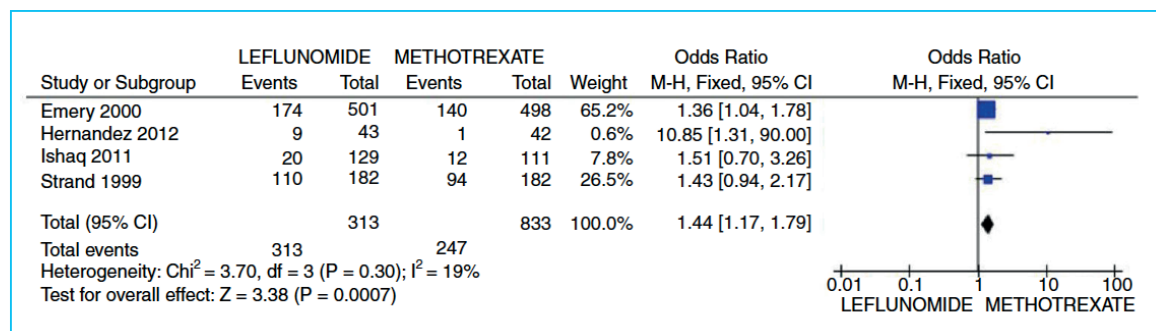 LEFLUNOMIDE METHOTREXATE Odds Ratio Odds Ratio
Study or Subgroup Events Total Events Total Weight M-H, Fixed, 95% CI M-H, Fixed, 95% CI
Emery 2000 174 501 140 498 65.2% 1.36 [1.04, 1.78]
Hernandez 2012 9 43 1 42 0.6% 10.85 [1.31, 90.00]
Ishaq 2011 20 129 12 111 7.8% 1.51 [0.70, 3.26]
Strand 1999 110 182 94 182 26.5% 1.43 [0.94, 2.17]
Total (95% CI) 313 833 100.0% 1.44 [1.17, 1.79]
Total events 313 247
Heterogeneity: Chi² = 3.70, df = 3 (P = 0.30); I² = 19%
Test for overall effect: Z = 3.38 (P = 0.0007)
0.01 0.1 1 10 100
LEFLUNOMIDE METHOTREXATE